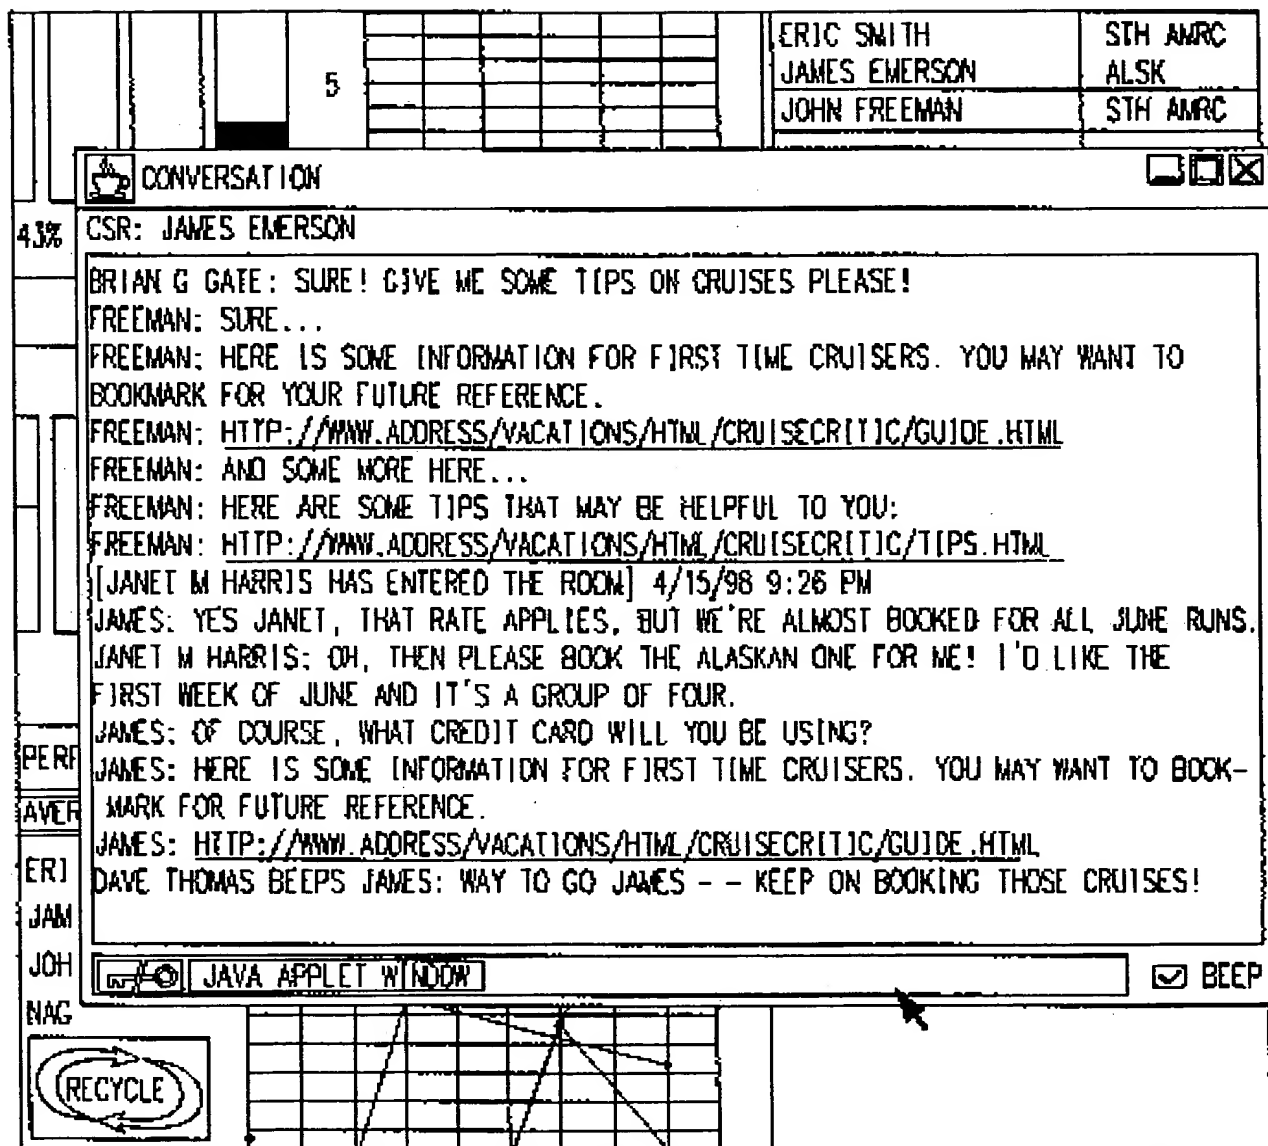 ERIC SMITH STH AMRC
5 JAMES EMERSON ALSK
JOHN FREEMAN STH AMRC
CONVERSATION
43% CSR: JAMES EMERSON
BRIAN G GATE: SURE! GIVE ME SOME TIPS ON CRUISES PLEASE!
FREEMAN: SURE...
FREEMAN: HERE IS SOME INFORMATION FOR FIRST TIME CRUISERS. YOU MAY WANT TO
BOOKMARK FOR YOUR FUTURE REFERENCE.
FREEMAN: HTTP://WWW.ADDRESS/VACATIONS/HTML/CRUISECRITIC/GUIDE.HTML
FREEMAN: AND SOME MORE HERE...
FREEMAN: HERE ARE SOME TIPS THAT MAY BE HELPFUL TO YOU:
FREEMAN: HTTP://WWW.ADDRESS/VACATIONS/HTML/CRUISECRITIC/TIPS.HTML
[JANET M HARRIS HAS ENTERED THE ROOM] 4/15/98 9:26 PM
JAMES: YES JANET, THAT RATE APPLIES, BUT WE'RE ALMOST BOOKED FOR ALL JUNE RUNS.
JANET M HARRIS: OH, THEN PLEASE BOOK THE ALASKAN ONE FOR ME! I'D LIKE THE
FIRST WEEK OF JUNE AND IT'S A GROUP OF FOUR.
JAMES: OF COURSE, WHAT CREDIT CARD WILL YOU BE USING?
PERF
JAMES: HERE IS SOME INFORMATION FOR FIRST TIME CRUISERS. YOU MAY WANT TO BOOK-
AVER MARK FOR FUTURE REFERENCE.
JAMES: HTTP://WWW.ADDRESS/VACATIONS/HTML/CRUISECRITIC/GUIDE.HTML
ERI DAVE THOMAS BEEPS JAMES: WAY TO GO JAMES - - KEEP ON BOOKING THOSE CRUISES!
JAM
JOH JAVA APPLET WINDOW BEEP
NAG
RECYCLE